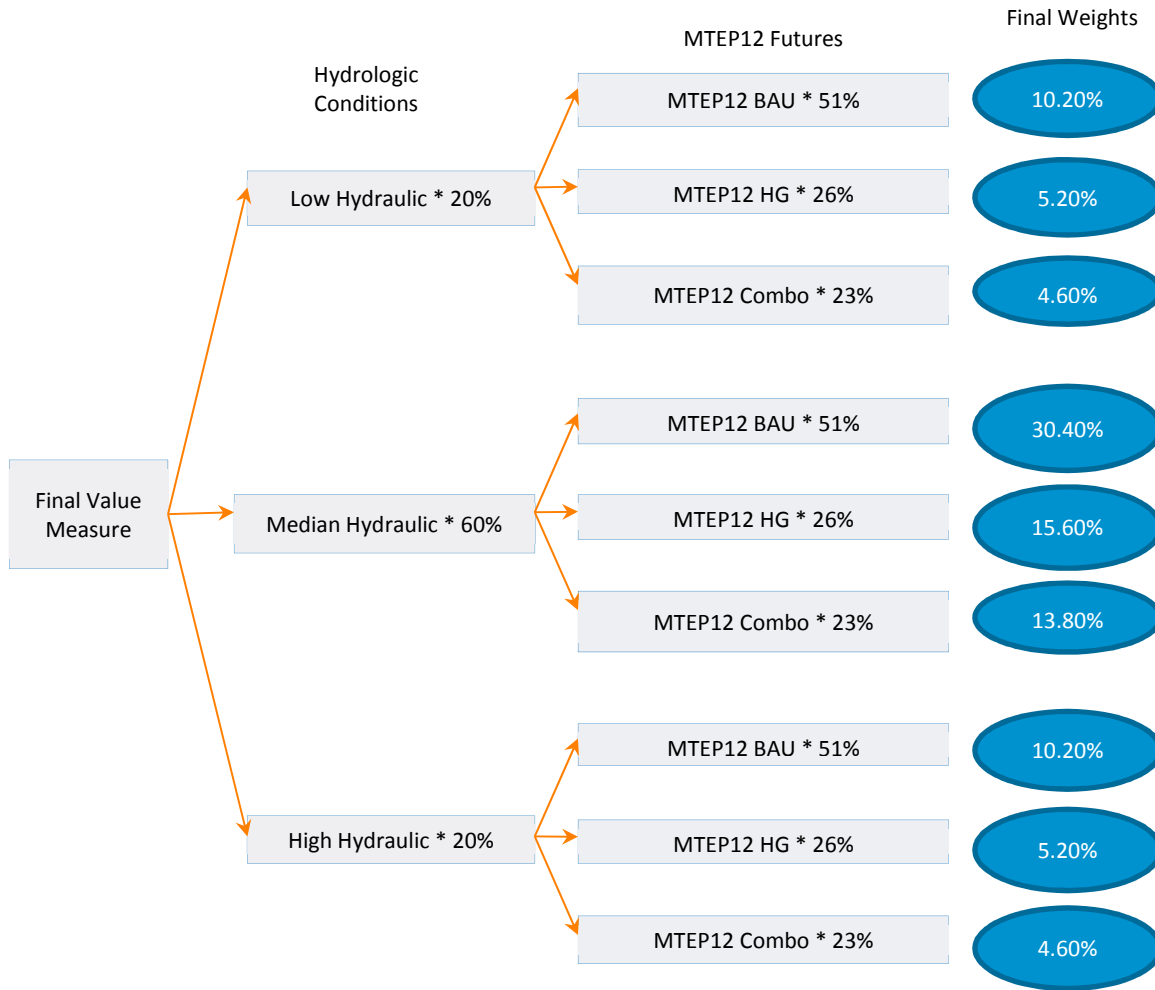 Final Weights
MTEP12 Futures
Hydrologic
Conditions
MTEP12 BAU * 51%
10.20%
Low Hydraulic * 20%
MTEP12 HG * 26%
5.20%
MTEP12 Combo * 23%
4.60%
MTEP12 BAU * 51%
30.40%
Final Value
Measure
Median Hydraulic * 60%
MTEP12 HG * 26%
15.60%
MTEP12 Combo * 23%
13.80%
MTEP12 BAU * 51%
10.20%
High Hydraulic * 20%
MTEP12 HG * 26%
5.20%
MTEP12 Combo * 23%
4.60%